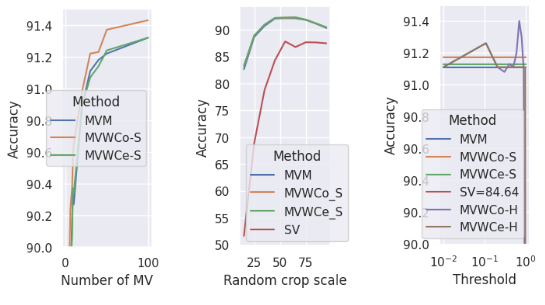 Accuracy
91.4
91.2
91.0
90.8
90.6
90.4
90.2
90.0
0
50
100
Number of MV
Method
MVM
MVWCo-S
MVWCe-S
Accuracy
90
85
80
75
70
65
60
55
50
25
50
75
Random crop scale
Method
MVM
MVWCo_S
MVWCe_S
SV
Accuracy
91.4
91.2
91.0
90.8
90.6
90.4
90.2
90.0
10⁻²
10⁻¹
10⁰
Threshold
Method
MVM
MVWCo-S
MVWCe-S
SV=84.64
MVWCo-H
MVWCe-H